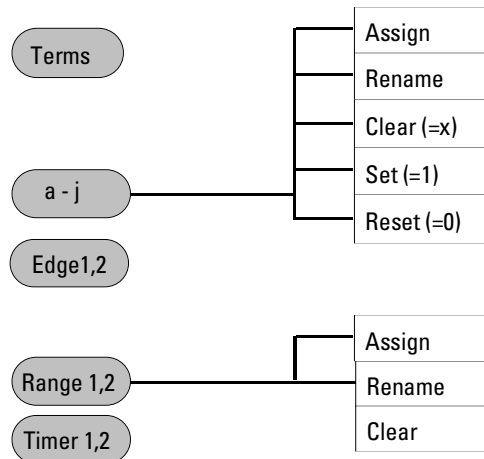 Terms
a - j
Edge1,2
Assign
Rename
Clear (=x)
Set (=1)
Reset (=0)
Range 1,2
Timer 1,2
Assign
Rename
Clear